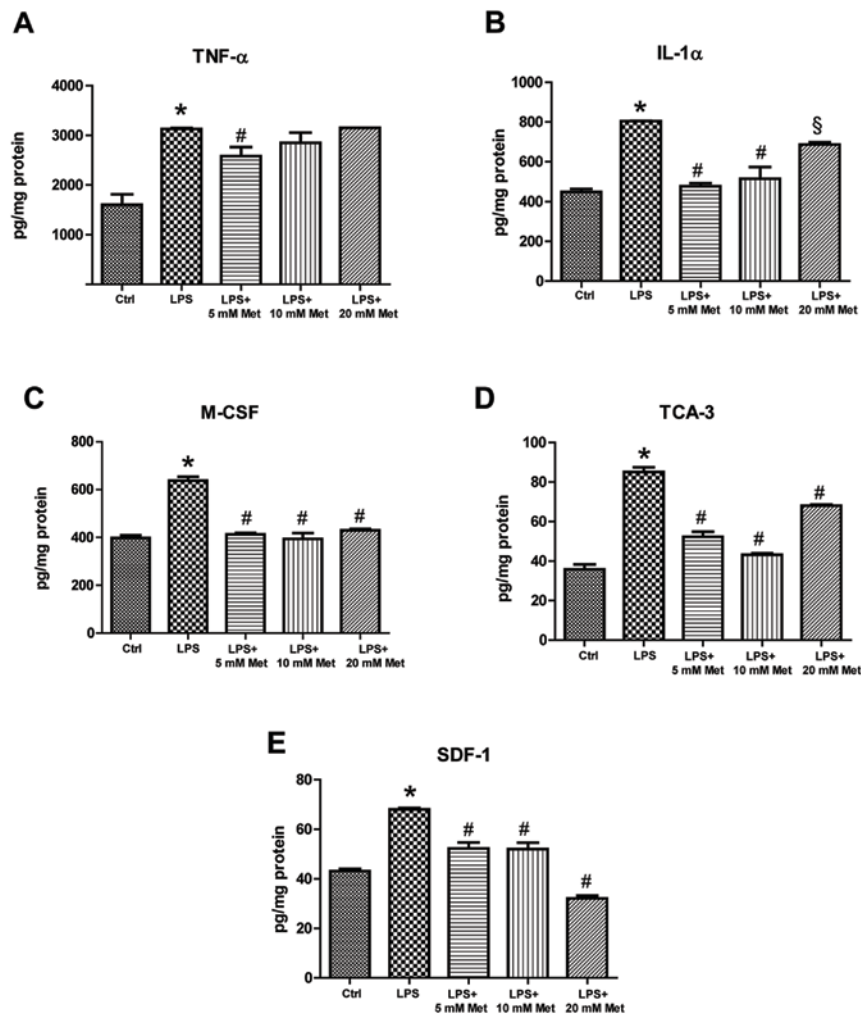 A
TNF-α
pg/mg protein
4000
3000
2000
1000
*
#
Ctrl LPS LPS+ LPS+ LPS+
5 mM Met 10 mM Met 20 mM Met
B
IL-1α
pg/mg protein
800
600
400
200
0
*
#
#
§
Ctrl LPS LPS+ LPS+ LPS+
5 mM Met 10 mM Met 20 mM Met
C
M-CSF
pg/mg protein
800
600
400
200
0
*
#
#
#
Ctrl LPS LPS+ LPS+ LPS+
5 mM Met 10 mM Met 20 mM Met
D
TCA-3
pg/mg protein
100
80
60
40
20
0
*
#
#
#
Ctrl LPS LPS+ LPS+ LPS+
5 mM Met 10 mM Met 20 mM Met
E
SDF-1
pg/mg protein
80
60
40
20
0
*
#
#
#
Ctrl LPS LPS+ LPS+ LPS+
5 mM Met 10 mM Met 20 mM Met